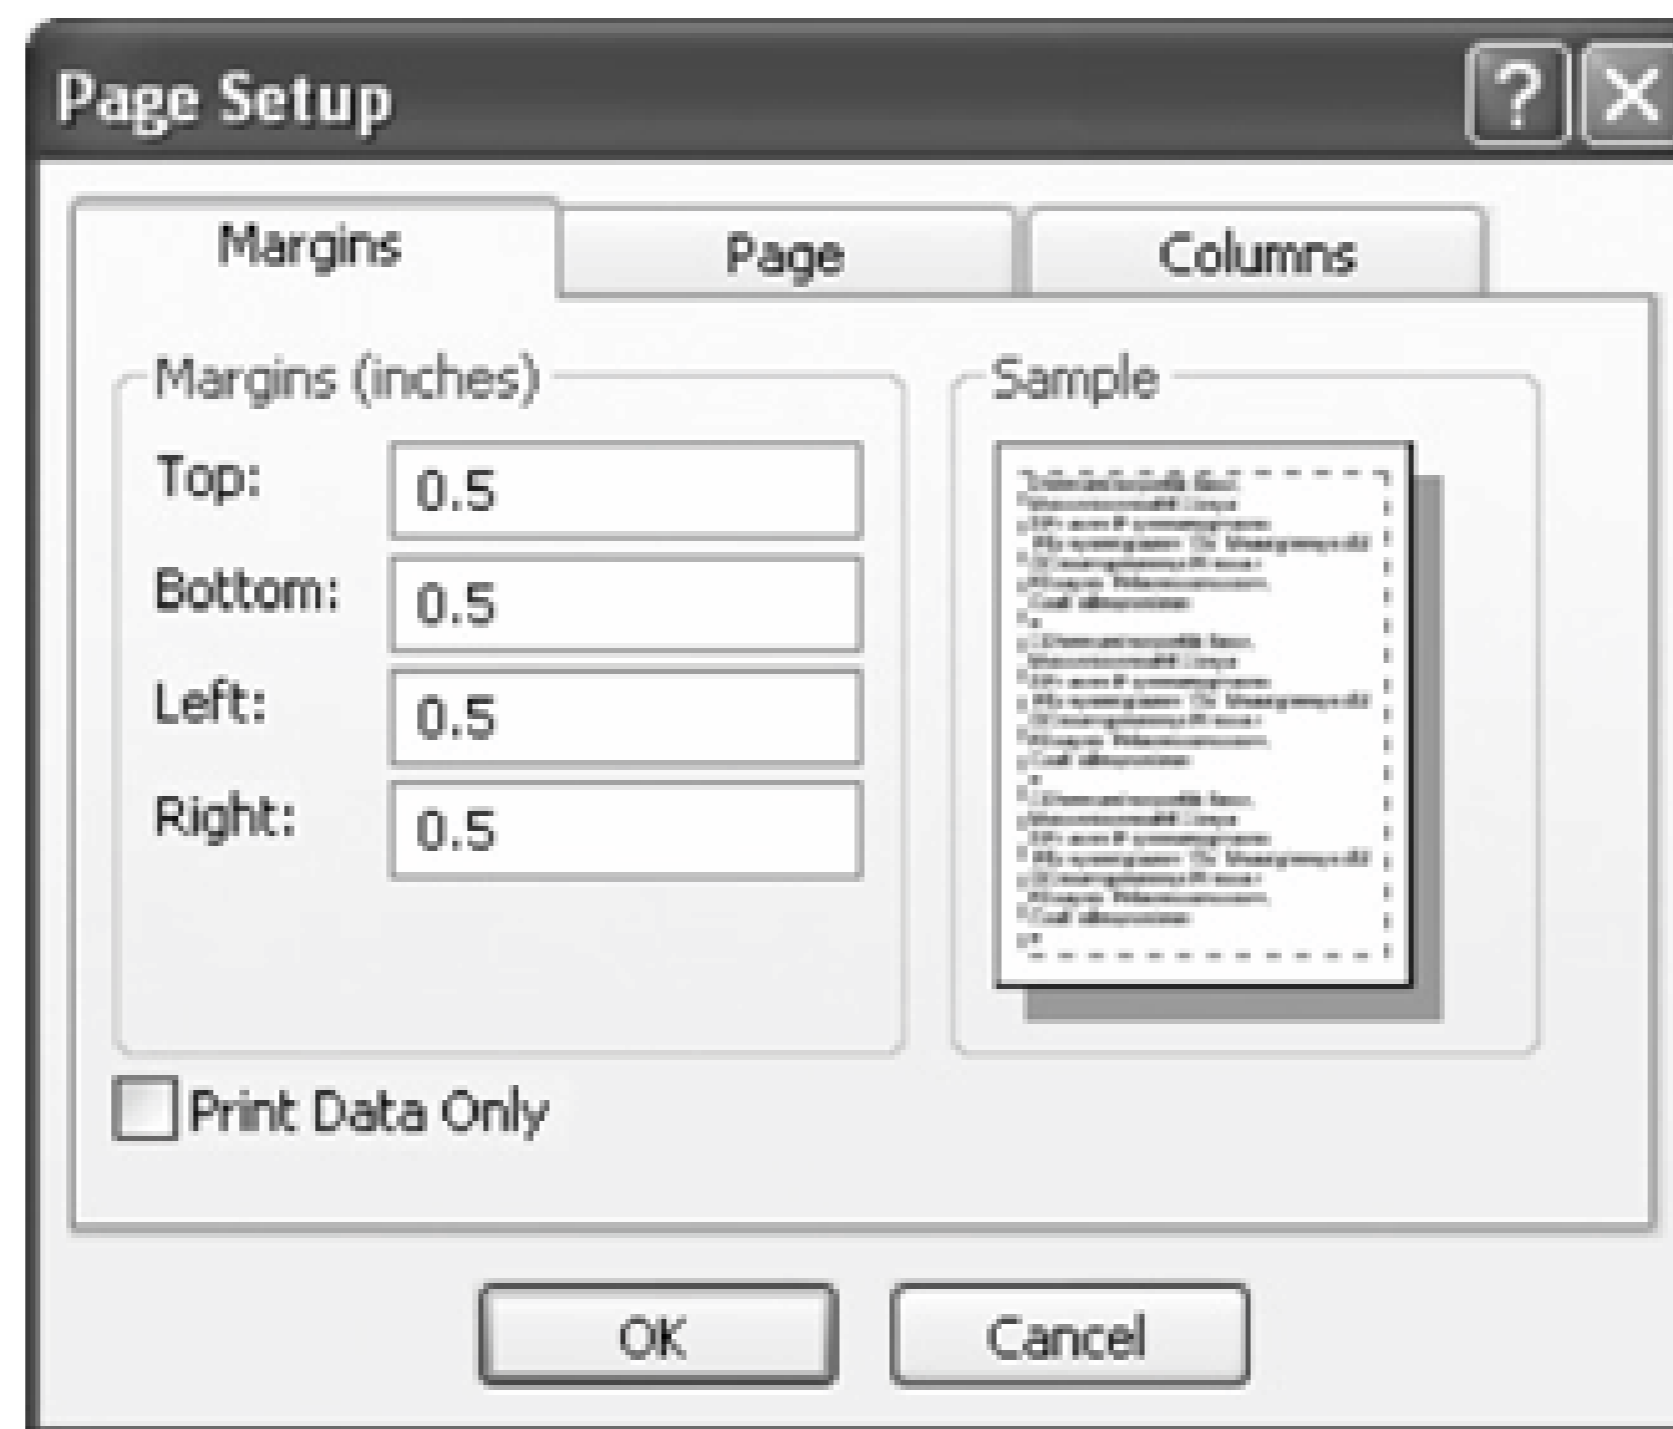 Page Setup
Margins Page Columns
Margins (inches)
Top: 0.5
Bottom: 0.5
Left: 0.5
Right: 0.5
Sample
Print Data Only
OK Cancel